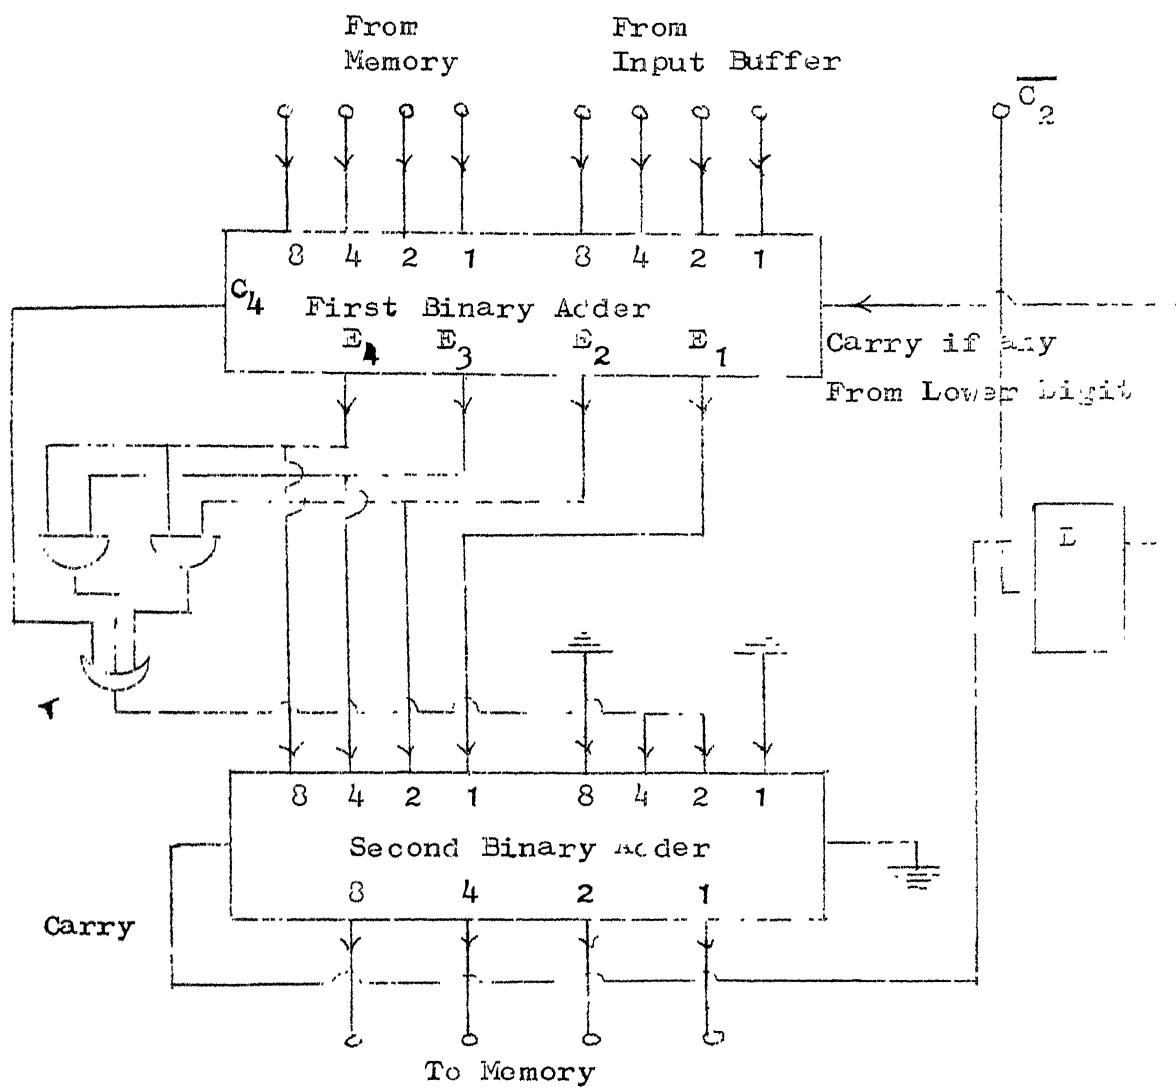 From
Memory
From
Input Buffer
C2
8 4 2 1 8 4 2 1
C4
First Binary Adder
E4 E3 E2 E1
Carry if any
From Lower Digit
L
8 4 2 1 8 4 2 1
Second Binary Adder
8 4 2 1
Carry
To Memory